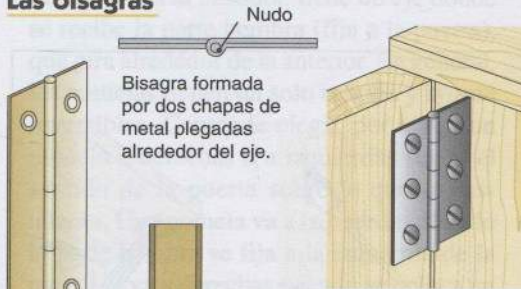 Las bisagras
Nudo
Bisagra formada
por dos chapas de
metal plegadas
alrededor del eje.